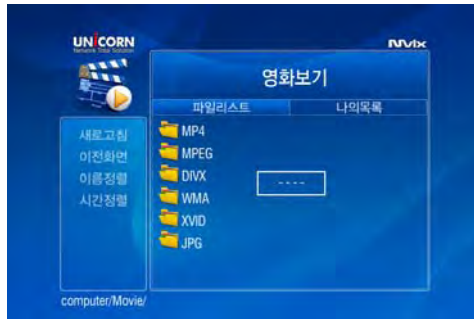 UNiCORN
Network Total Solution
MViX
영화보기
파일리스트
나의목록
새로고침
이전화면
이름정렬
시간정렬
MP4
MPEG
DIVX
WMA
XVID
JPG
----
computer/Movie/